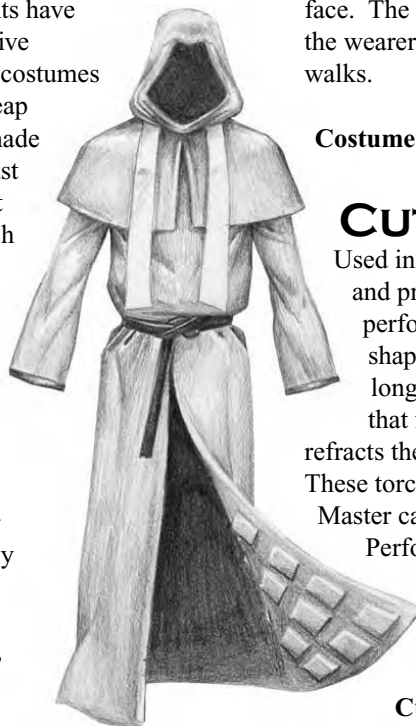 ts have
ive
costumes
eap
ade
st
t
h
y
face. The
the wearer
walks.
Costume
CUT
Used in
and pr
perfo
shap
long
that
refracts the
These torc
Master ca
Perfo
C